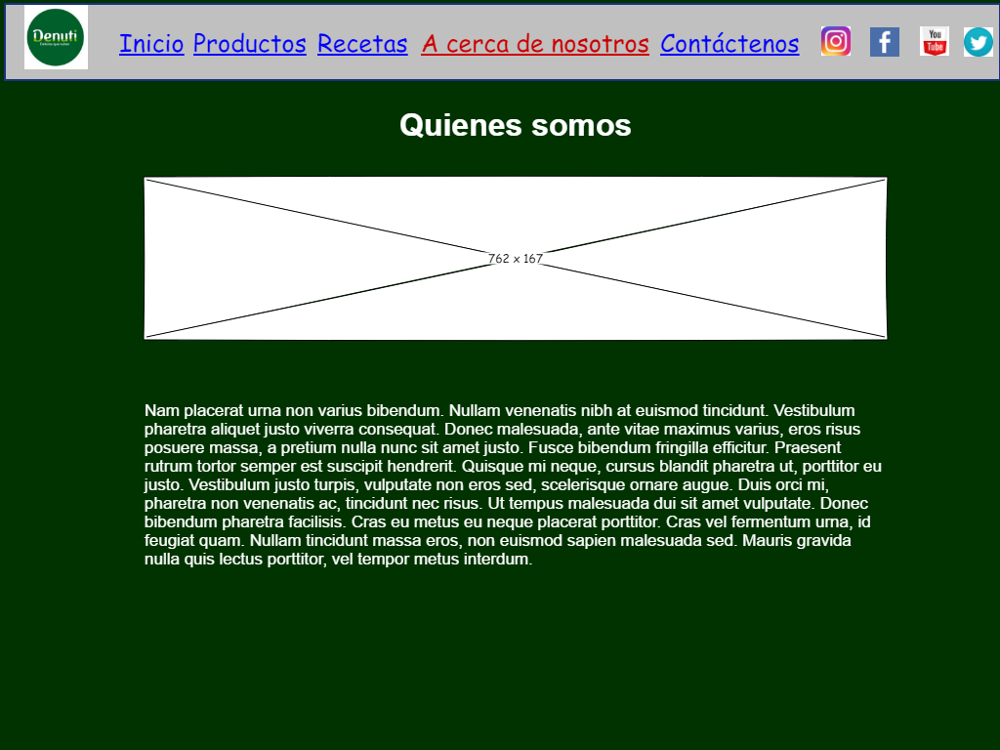 Denuti
Inicio Productos Recetas A cerca de nosotros Contáctenos You Tube
Quienes somos
762 x 167
Nam placerat urna non varius bibendum. Nullam venenatis nibh at euismod tincidunt. Vestibulum
pharetra aliquet justo viverra consequat. Donec malesuada, ante vitae maximus varius, eros risus
posuere massa, a pretium nulla nunc sit amet justo. Fusce bibendum fringilla efficitur. Praesent
rutrum tortor semper est suscipit hendrerit. Quisque mi neque, cursus blandit pharetra ut, porttitor eu
justo. Vestibulum justo turpis, vulputate non eros sed, scelerisque ornare augue. Duis orci mi,
pharetra non venenatis ac, tincidunt nec risus. Ut tempus malesuada dui sit amet vulputate. Donec
bibendum pharetra facilisis. Cras eu metus eu neque placerat porttitor. Cras vel fermentum urna, id
feugiat quam. Nullam tincidunt massa eros, non euismod sapien malesuada sed. Mauris gravida
nulla quis lectus porttitor, vel tempor metus interdum.